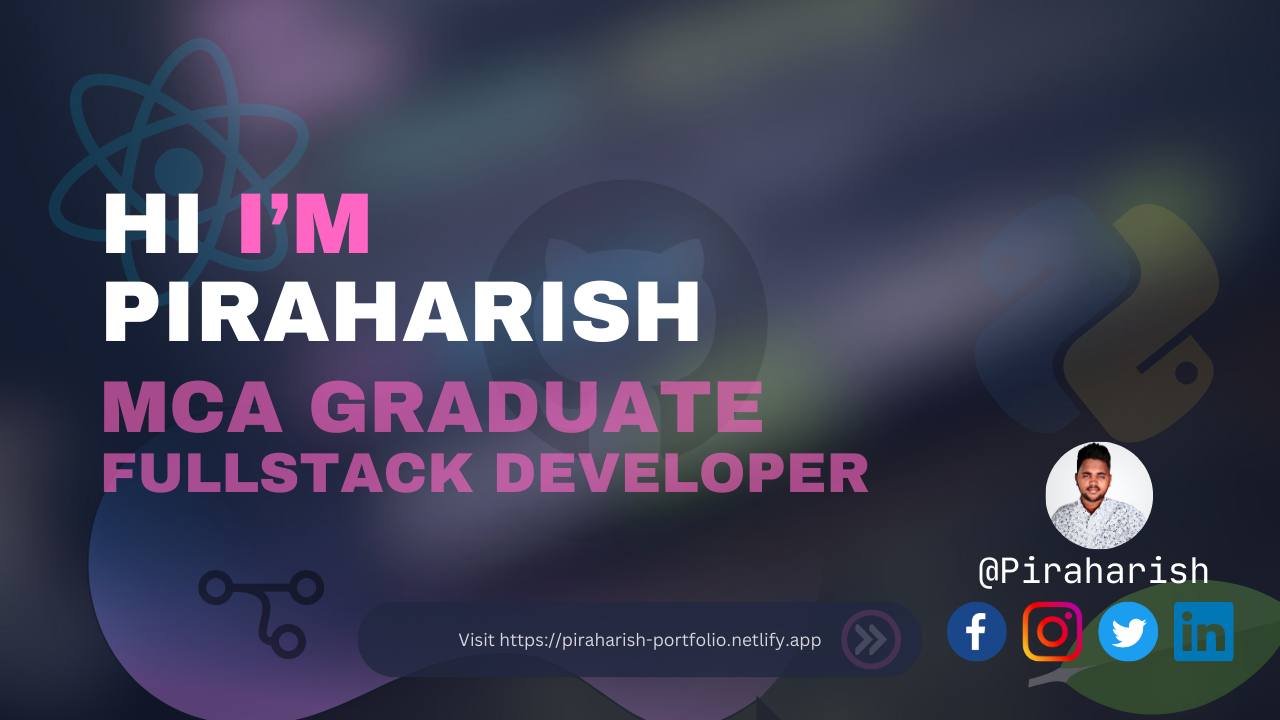 HI I’M
PIRAHARISH
MCA GRADUATE
FULLSTACK DEVELOPER
@Piraharish
Visit https://piraharish-portfolio.netlify.app